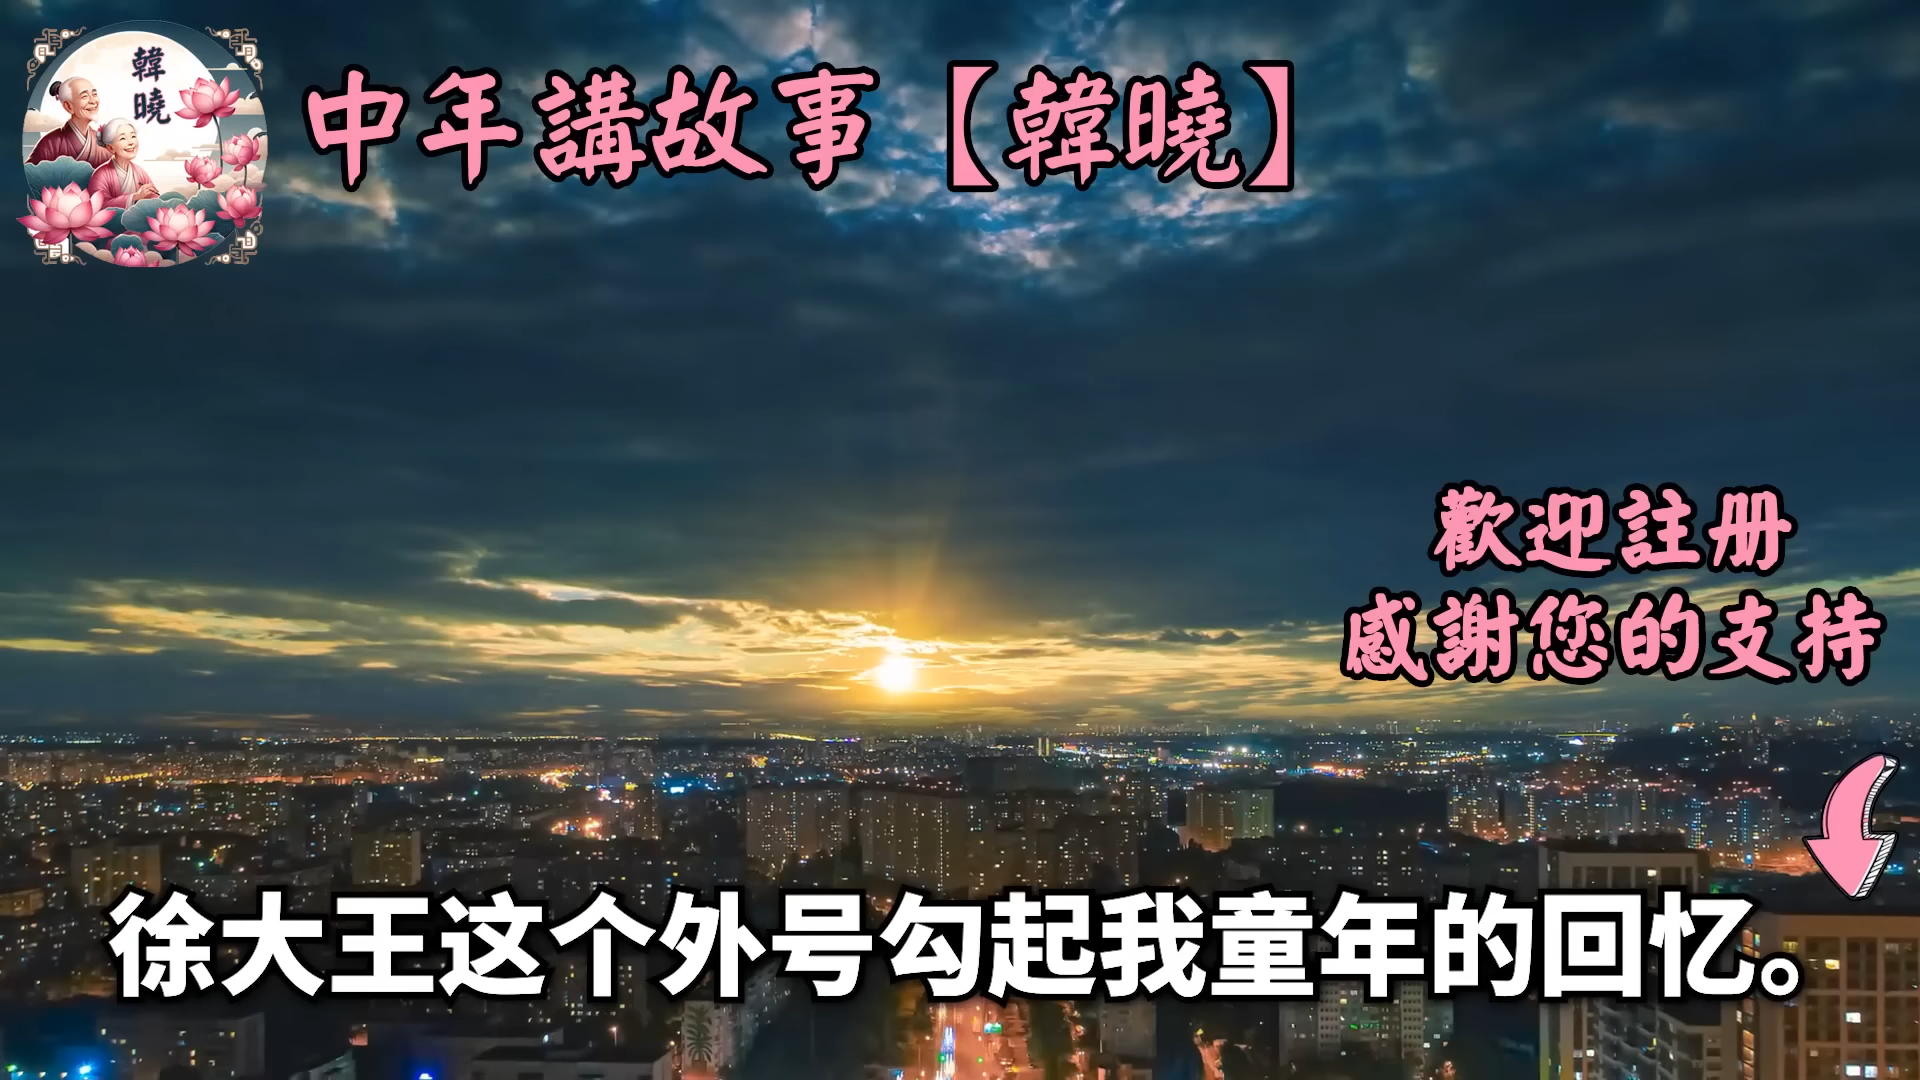 韓
曉
中年講故事【韓曉】
歡迎註册
感謝您的支持
徐大王这个外号勾起我童年的回忆。